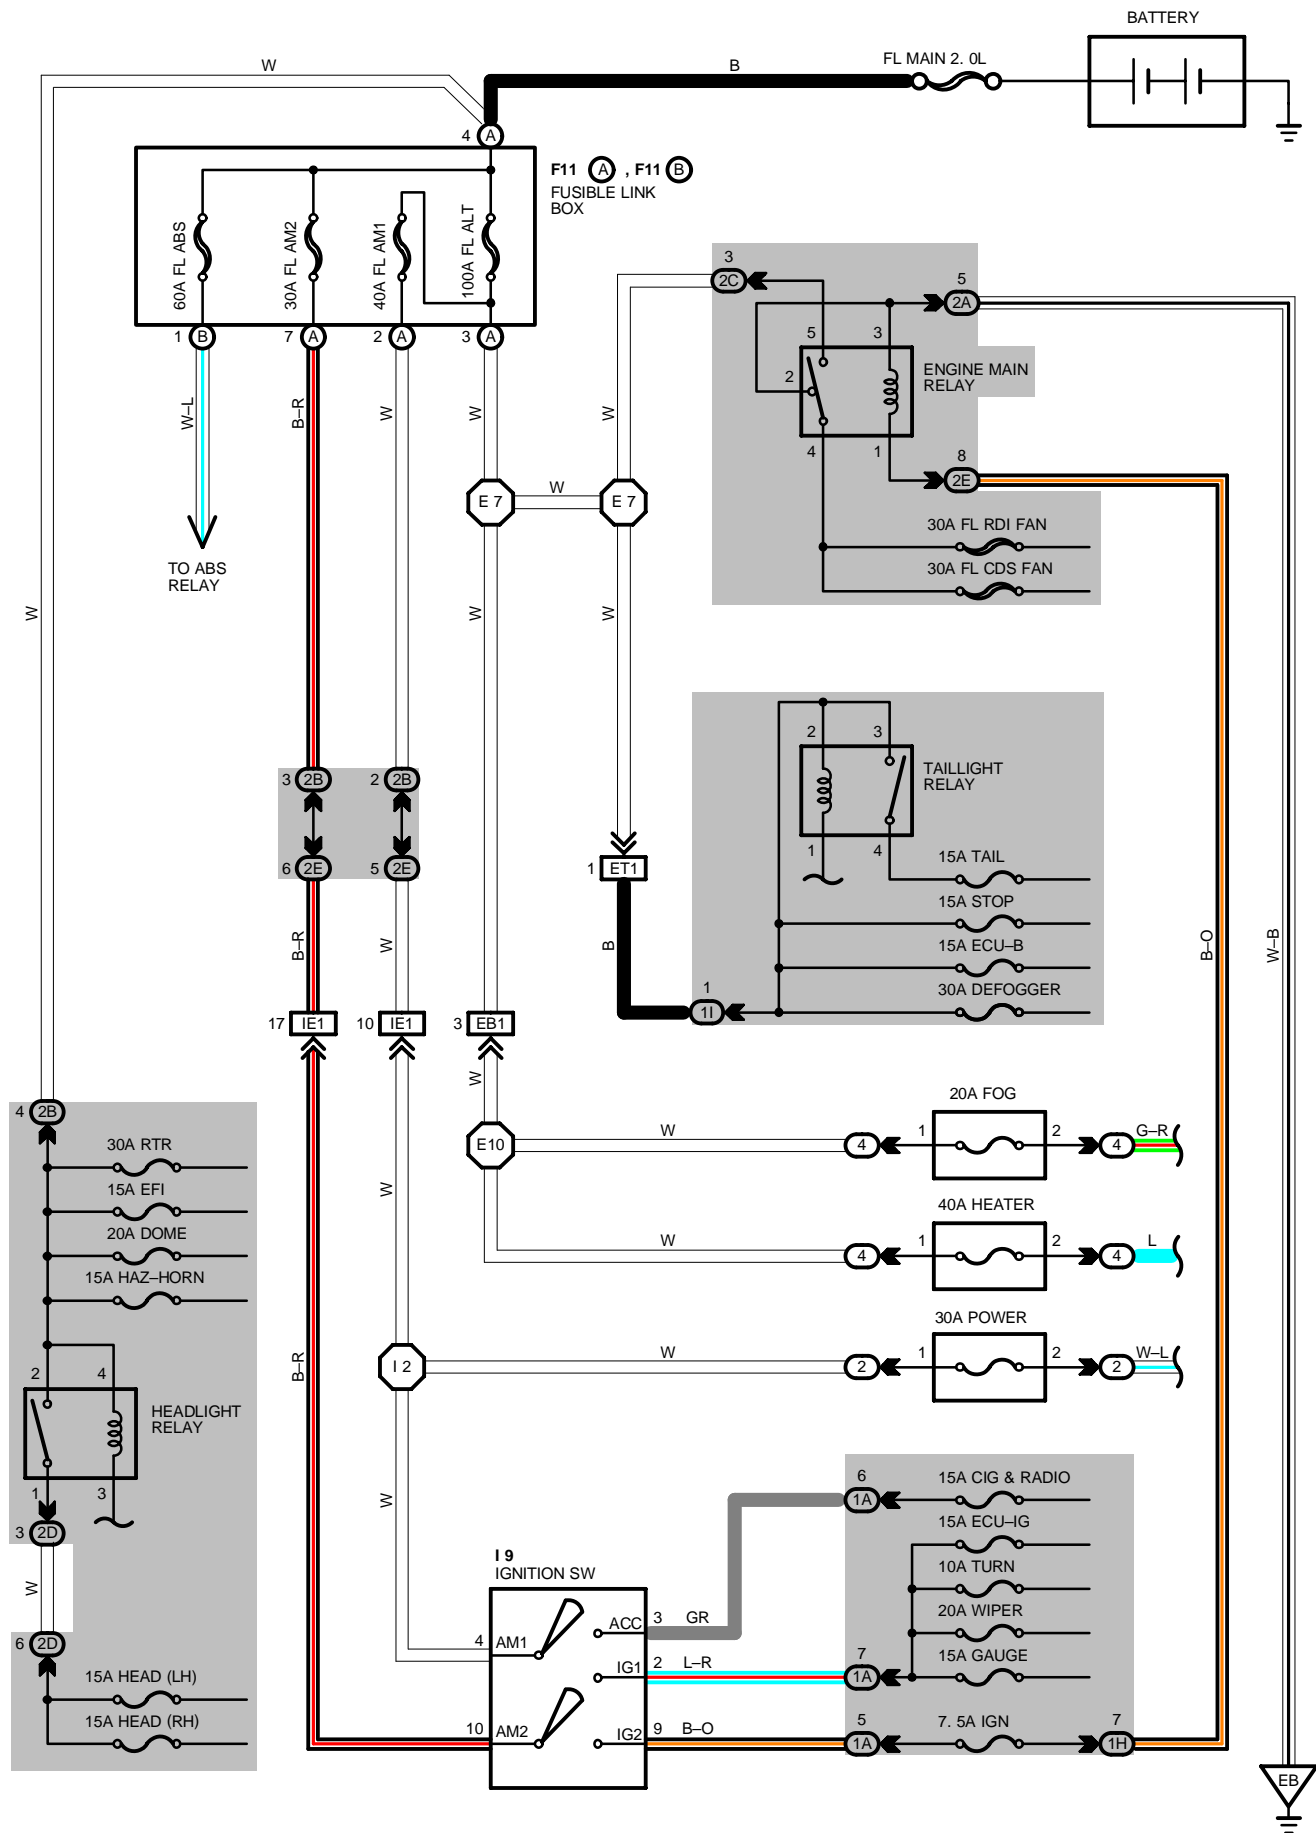 BATTERY
W
B
FL MAIN 2. 0L
4 A
F11 A , F11 B
FUSIBLE LINK
BOX
60A FL ABS
30A FL AM2
40A FL AM1
100A FL ALT
1 B
7 A
2 A
3 A
3
2C
5
2A
5
3
2
ENGINE MAIN
RELAY
4
1
8
2E
W–L
B–R
W
W
W
E 7
W
E 7
30A FL RDI FAN
30A FL CDS FAN
TO ABS
RELAY
W
W
W
2
3
TAILLIGHT
RELAY
1
4
3 2B
2 2B
6 2E
5 2E
1 ET1
15A TAIL
15A STOP
15A ECU–B
30A DEFOGGER
B–R
W
B
1
1I
B–O
W–B
17 IE1
10 IE1
3 EB1
W
4 2B
30A RTR
15A EFI
20A DOME
15A HAZ–HORN
20A FOG
E10
W
4
1
2
4
G–R
W
40A HEATER
W
4
1
2
4
L
30A POWER
B–R
I 2
W
2
1
2
2
W–L
2
4
HEADLIGHT
RELAY
1
3
3 2D
W
6 2D
15A HEAD (LH)
15A HEAD (RH)
W
I 9
IGNITION SW
6
1A
15A CIG & RADIO
15A ECU–IG
10A TURN
20A WIPER
15A GAUGE
4 AM1
ACC 3 GR
IG1 2 L–R
7
1A
10 AM2
IG2 9 B–O
5
1A
7. 5A IGN
7
1H
EB